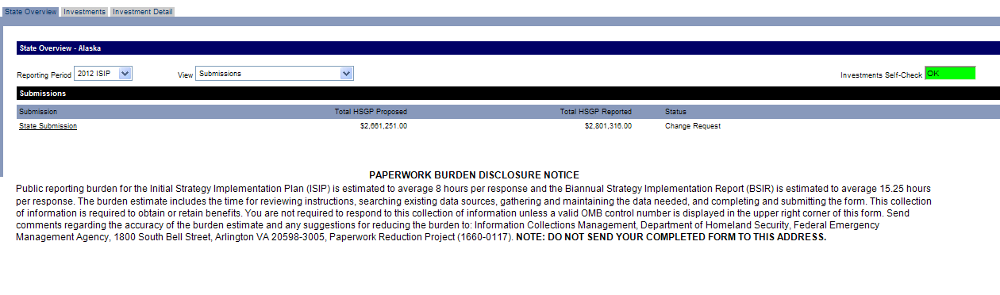 State Overview Investments Investment Detail
State Overview - Alaska
Reporting Period 2012 ISIP View Submissions Investments Self-Check OK
Submissions
Submission Total HSGP Proposed Total HSGP Reported Status
State Submission $2,661,251.00 $2,801,316.00 Change Request
PAPERWORK BURDEN DISCLOSURE NOTICE
Public reporting burden for the Initial Strategy Implementation Plan (ISIP) is estimated to average 8 hours per response and the Biannual Strategy Implementation Report (BSIR) is estimated to average 15.25 hours
per response. The burden estimate includes the time for reviewing instructions, searching existing data sources, gathering and maintaining the data needed, and completing and submitting the form. This collection
of information is required to obtain or retain benefits. You are not required to respond to this collection of information unless a valid OMB control number is displayed in the upper right corner of this form. Send
comments regarding the accuracy of the burden estimate and any suggestions for reducing the burden to: Information Collections Management, Department of Homeland Security, Federal Emergency
Management Agency, 1800 South Bell Street, Arlington VA 20598-3005, Paperwork Reduction Project (1660-0117). NOTE: DO NOT SEND YOUR COMPLETED FORM TO THIS ADDRESS.